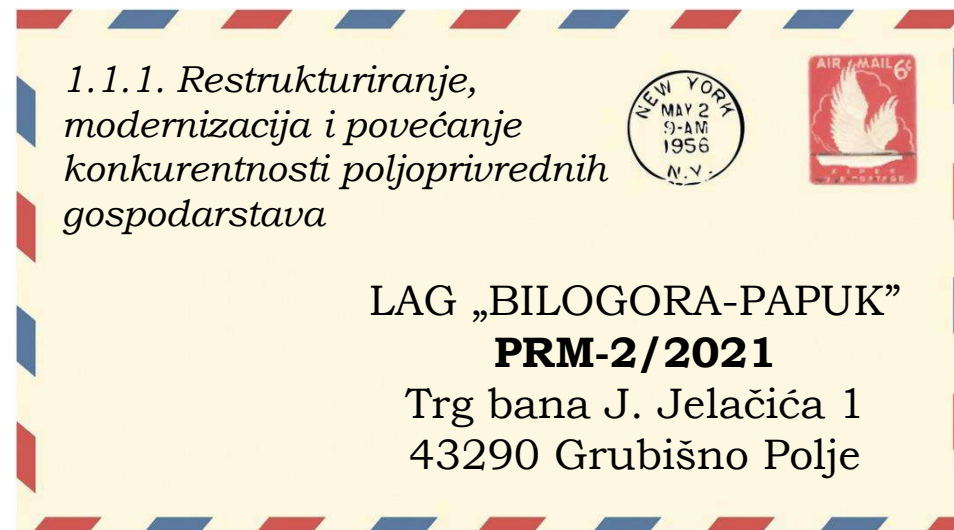 1.1.1. Restrukturiranje,
modernizacija i povećanje
konkurentnosti poljoprivrednih
gospodarstava
NEW YORK
MAY 2
9-AM
1956
N.Y.
AIR MAIL 6¢
LAG „BILOGORA-PAPUK”
PRM-2/2021
Trg bana J. Jelačića 1
43290 Grubišno Polje